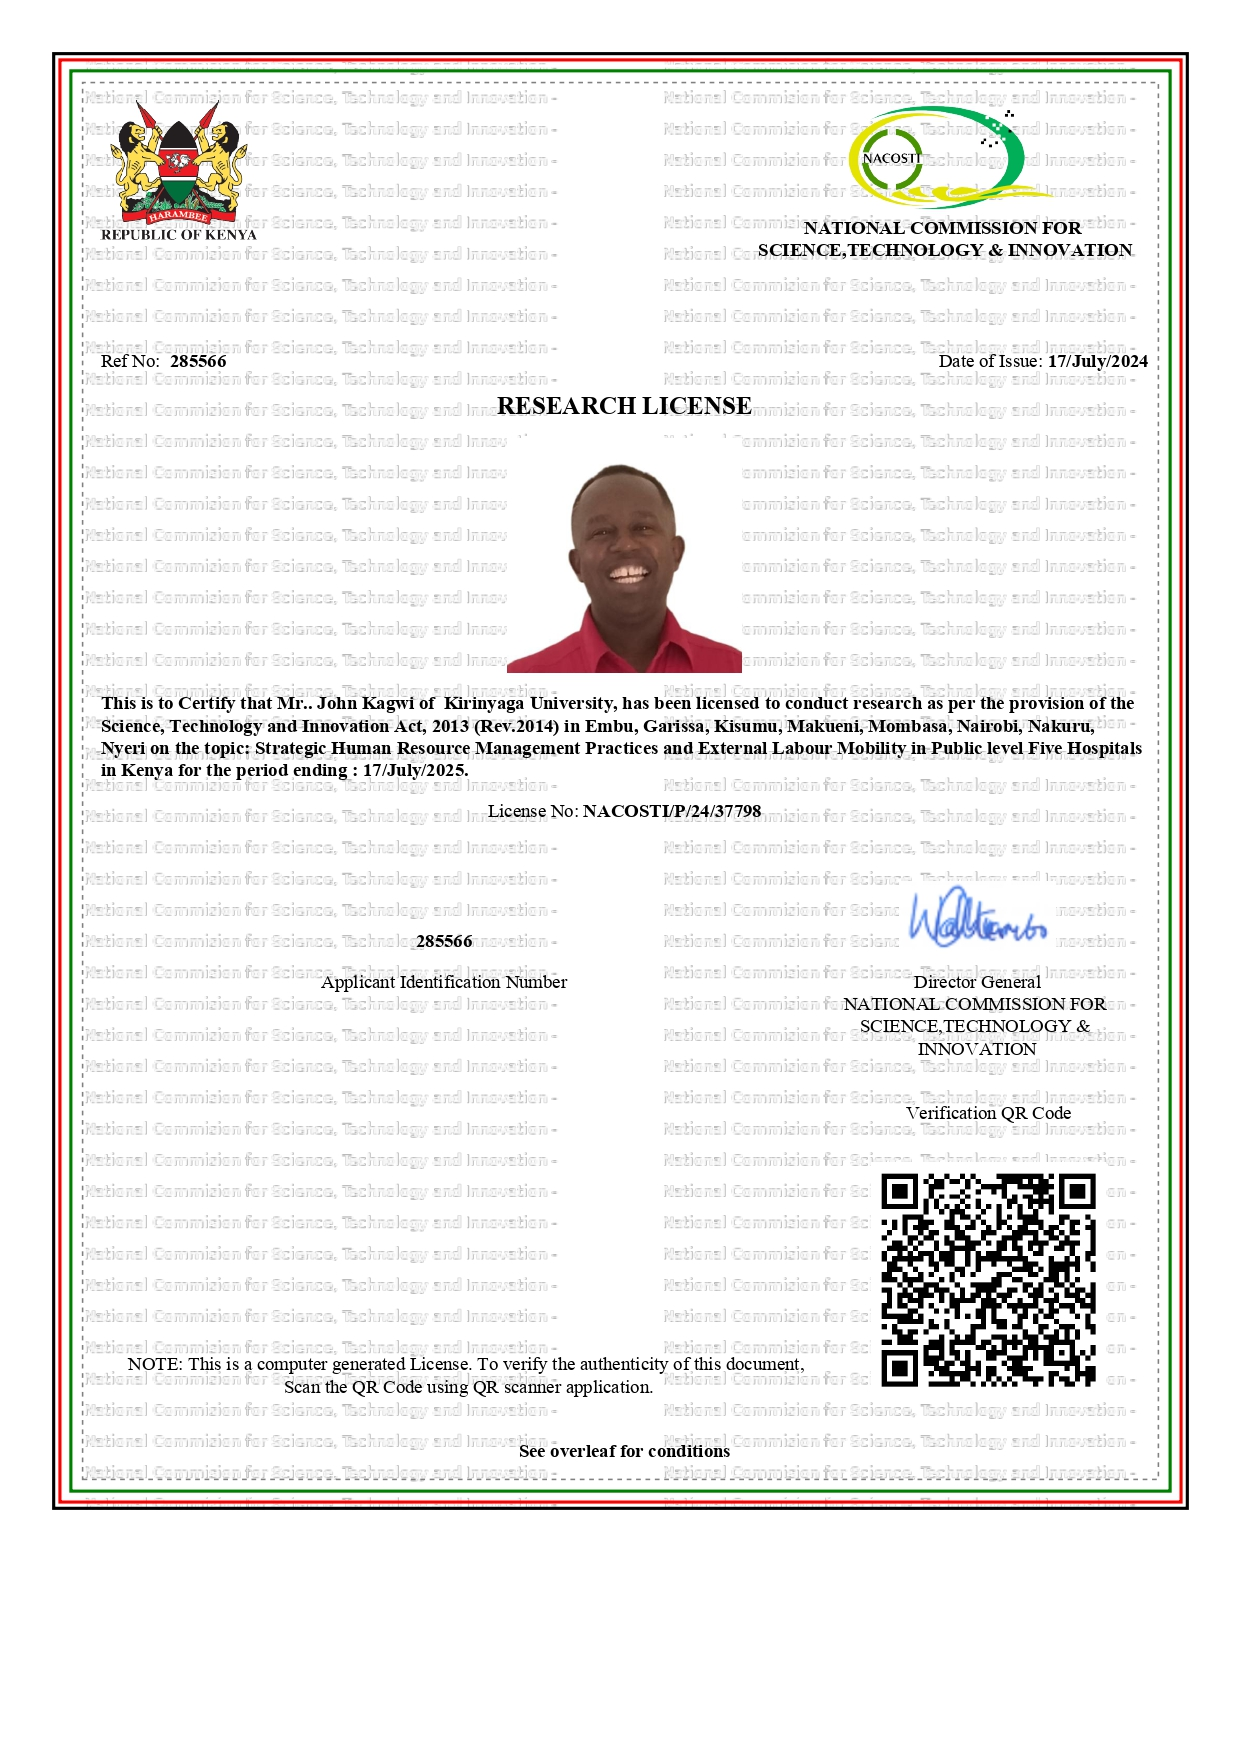 HARAMBEE
REPUBLIC OF KENYA
NACOSTI
NATIONAL COMMISSION FOR
SCIENCE,TECHNOLOGY & INNOVATION
Ref No: 285566
Date of Issue: 17/July/2024
RESEARCH LICENSE
This is to Certify that Mr.. John Kagwi of Kirinyaga University, has been licensed to conduct research as per the provision of the
Science, Technology and Innovation Act, 2013 (Rev.2014) in Embu, Garissa, Kisumu, Makueni, Mombasa, Nairobi, Nakuru,
Nyeri on the topic: Strategic Human Resource Management Practices and External Labour Mobility in Public level Five Hospitals
in Kenya for the period ending : 17/July/2025.
License No: NACOSTI/P/24/37798
285566
Applicant Identification Number
Director General
NATIONAL COMMISSION FOR
SCIENCE,TECHNOLOGY &
INNOVATION
Verification QR Code
NOTE: This is a computer generated License. To verify the authenticity of this document,
Scan the QR Code using QR scanner application.
See overleaf for conditions